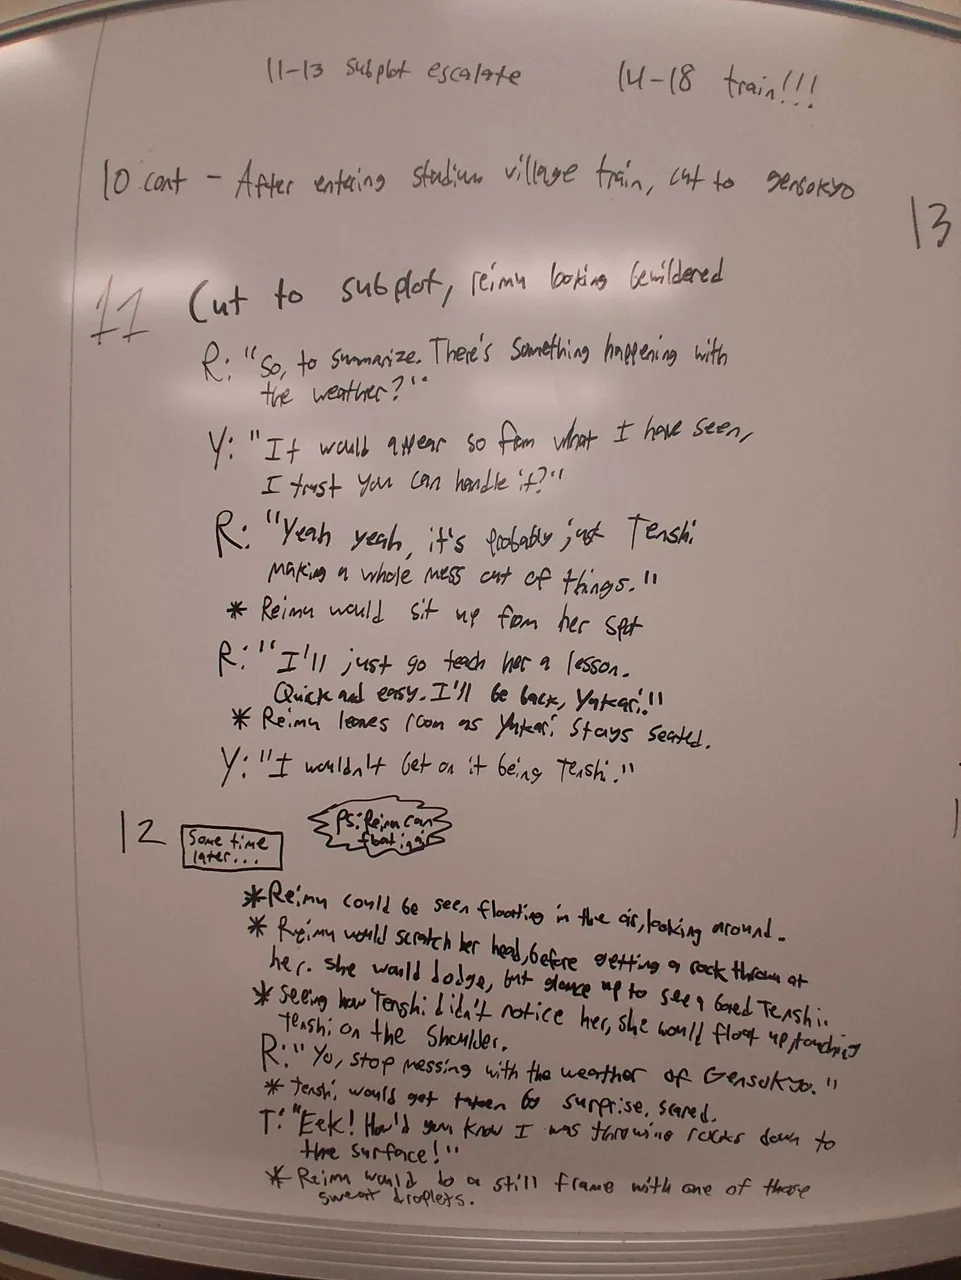 11-13 subplot escalate 14-18 train!!!
10 cont - After entering stadium village train, cut to gensokyo
13
11 Cut to subplot, reimu looking bewildered
R: "So, to summarize. There's something happening with
the weather?"
Y: "It would appear so from what I have seen,
I trust you can handle it?"
R: "Yeah yeah, it's probably just Tenshi
making a whole mess out of things."
* Reimu would sit up from her spot
R: "I'll just go teach her a lesson.
Quick and easy. I'll be back, Yukari."
* Reimu leaves room as Yukari stays seated.
Y: "I wouldn't bet on it being Tenshi."
12 Some time
later...
PS: Reimu can
float
*Reimu could be seen floating in the air, looking around.
* Reimu would scratch her head, before getting a rock thrown at
her. she would dodge, but glance up to see a bored Tenshi.
* Seeing how Tenshi didn't notice her, she would float up, touching
tenshi on the shoulder.
R: "Yo, stop messing with the weather of Gensokyo."
* tenshi would get taken by surprise, scared.
T: "Eek! How'd you know I was throwing rocks down to
the surface!"
* Reimu would do a still frame with one of those
sweat droplets.